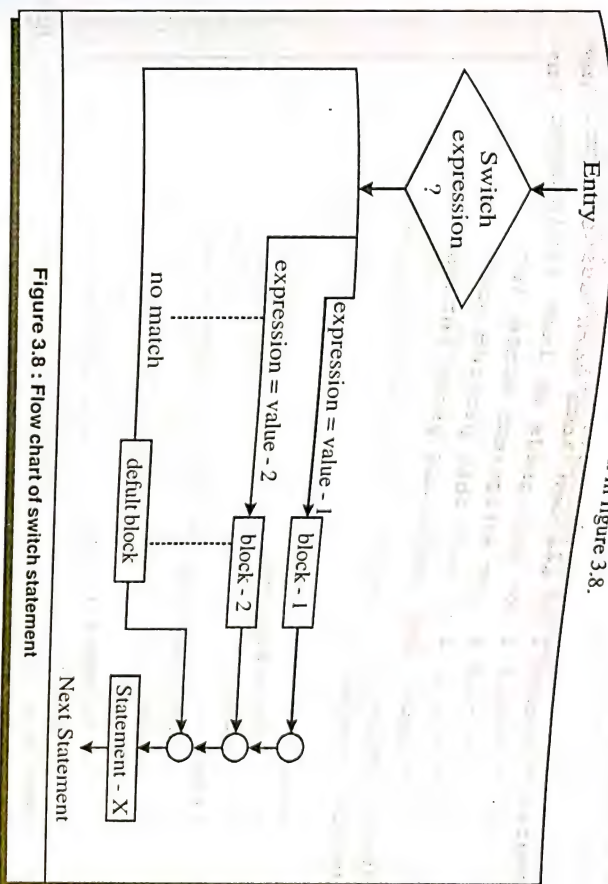 in figure 3.8.
Entry
Switch
expression
?
expression = value - 1
block - 1
expression = value - 2
block - 2
no match
defult block
Statement - X
Next Statement
Figure 3.8 : Flow chart of switch statement